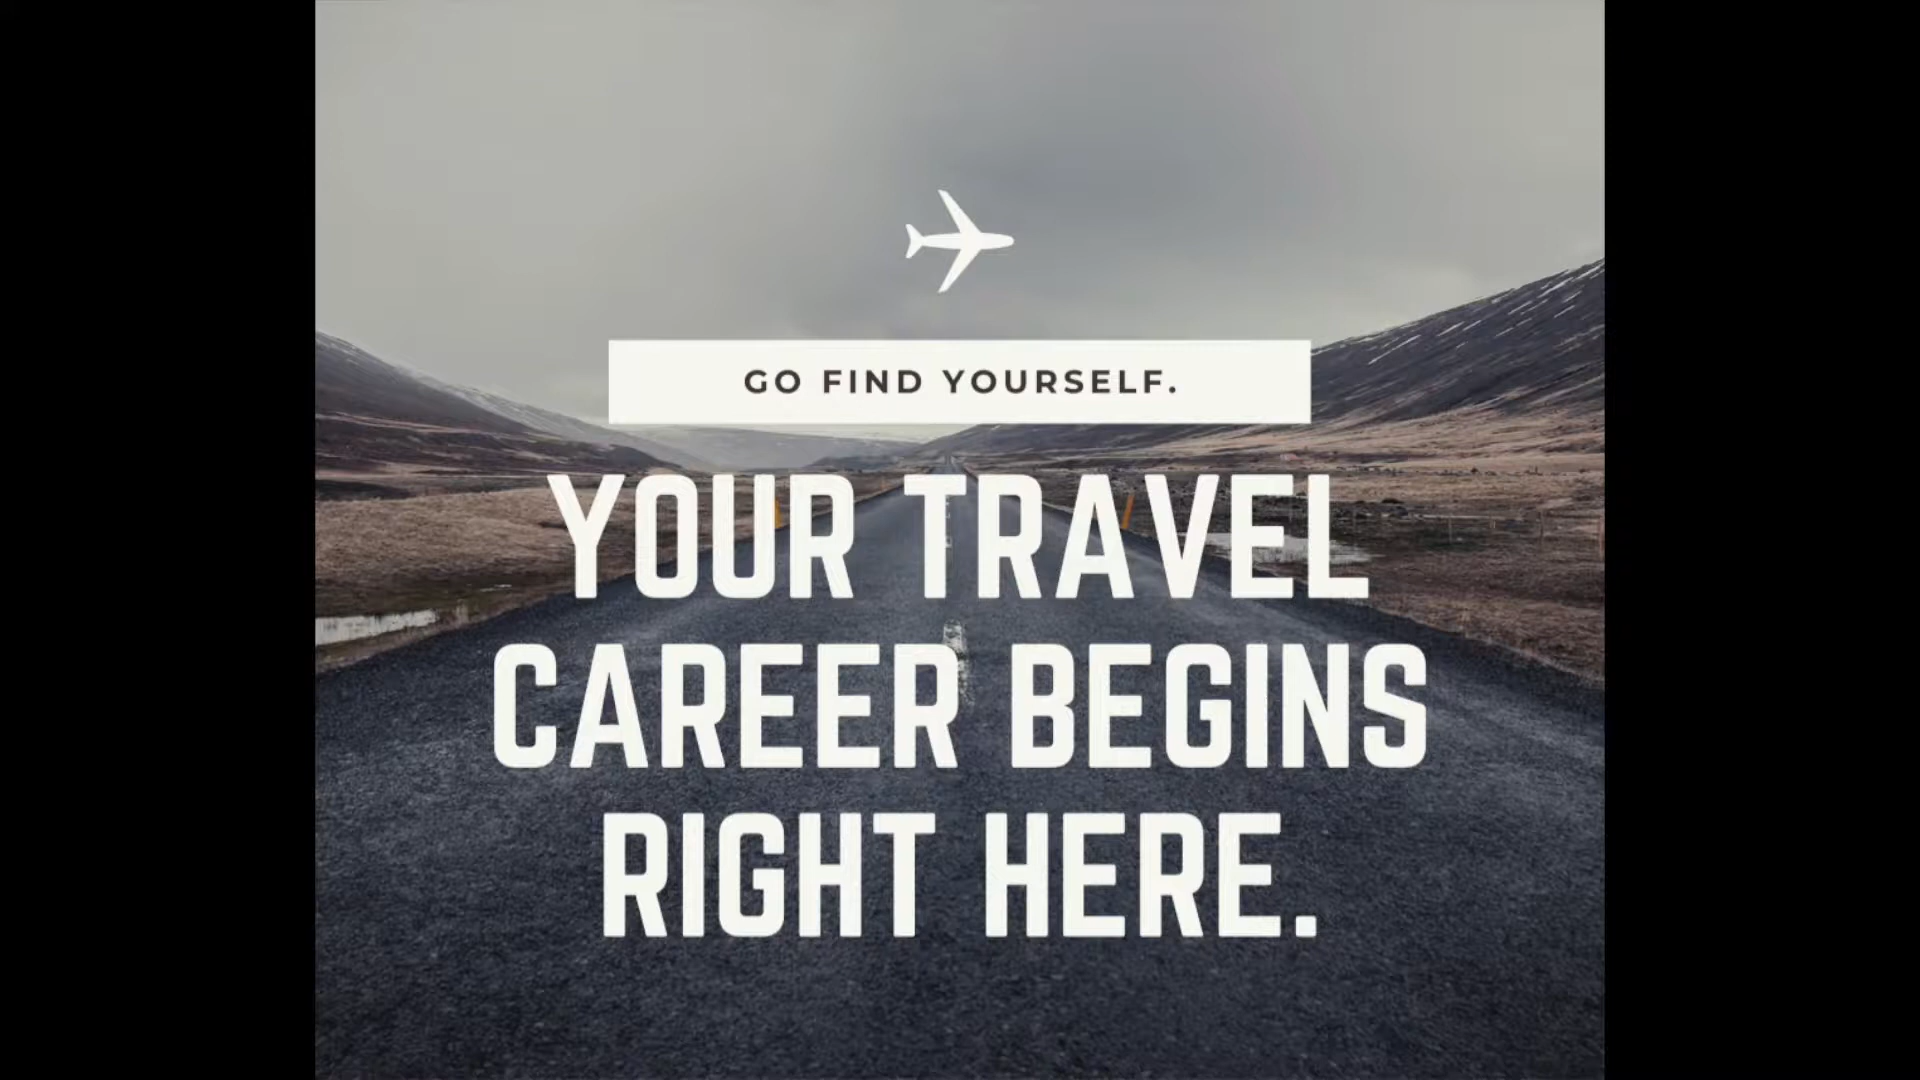 GO FIND YOURSELF.
YOUR TRAVEL
CAREER BEGINS
RIGHT HERE.